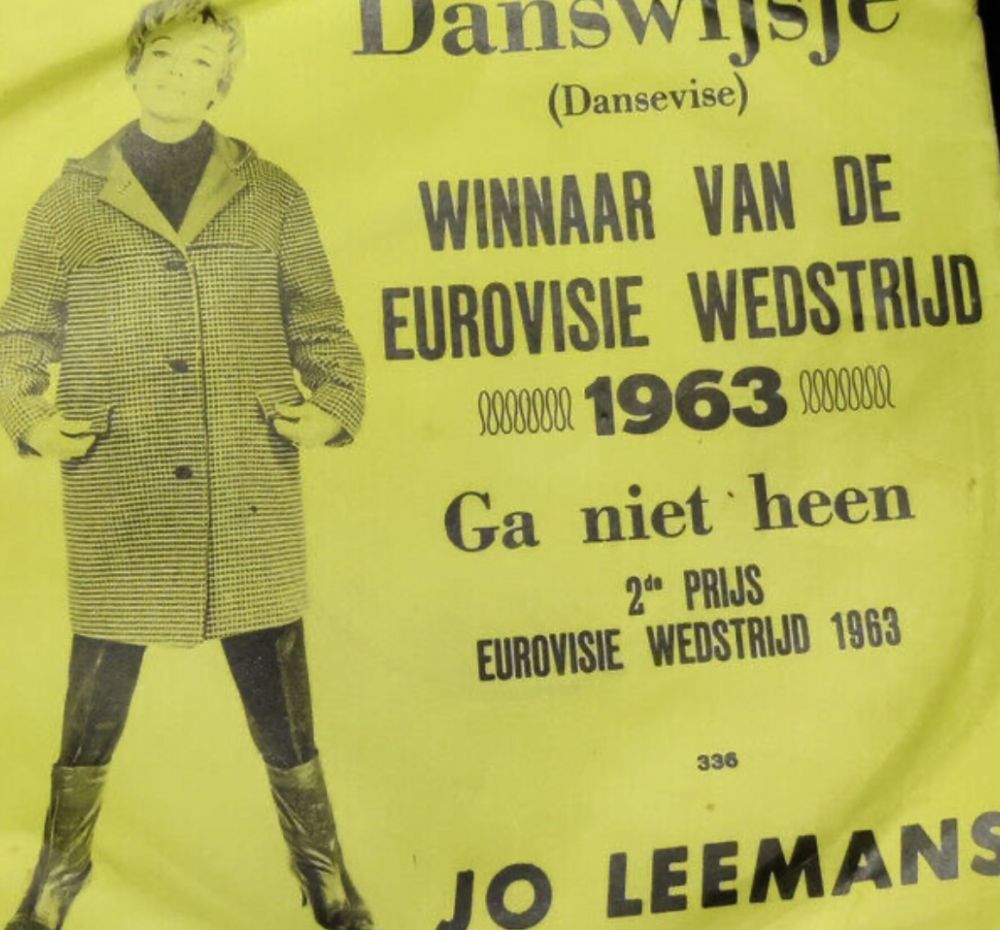 Danswijsje
(Dansevise)
WINNAAR VAN DE
EUROVISIE WEDSTRIJD
1963
Ga niet heen
2de PRIJS
EUROVISIE WEDSTRIJD 1963
336
JO LEEMANS